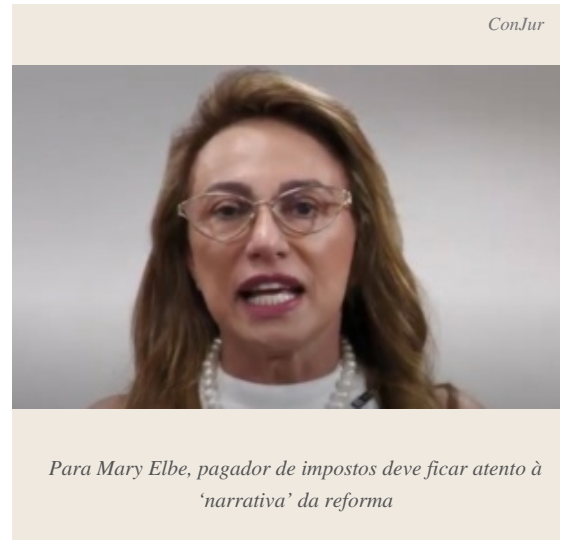 ConJur
Para Mary Elbe, pagador de impostos deve ficar atento à
‘narrativa’ da reforma